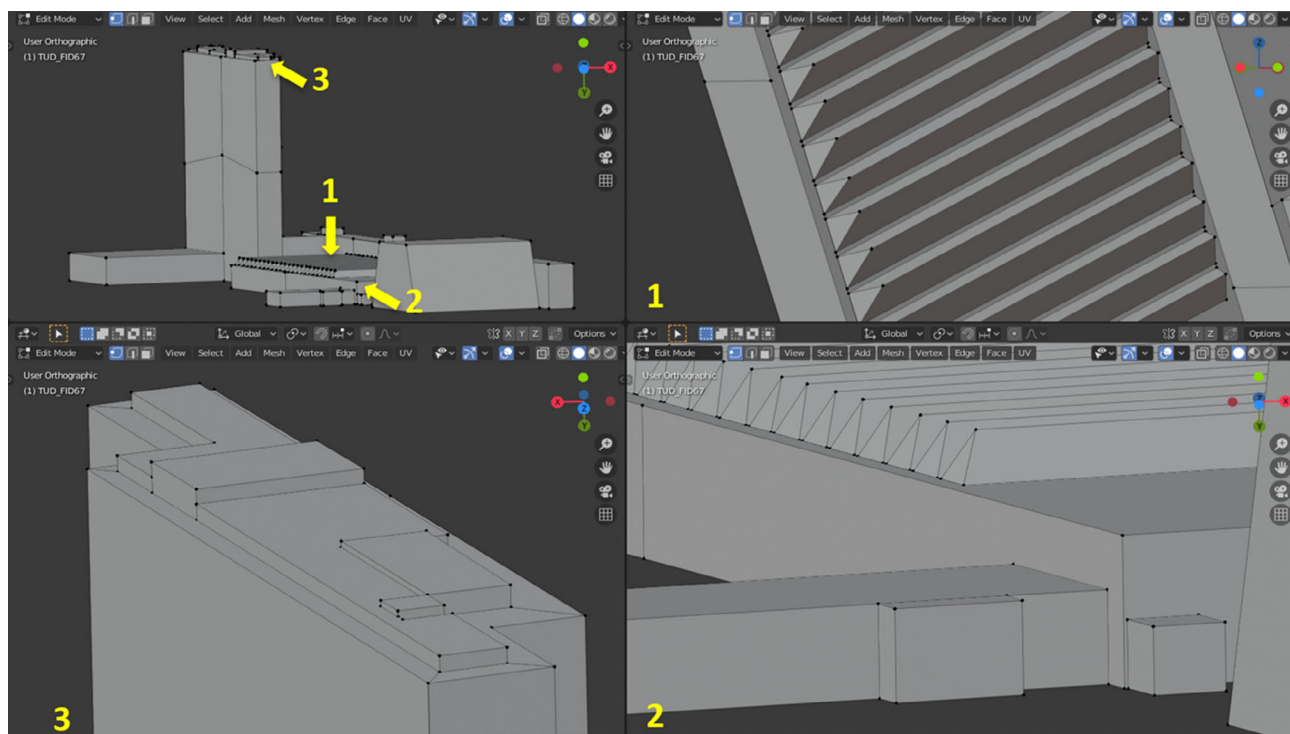 Edit Mode View Select Add Mesh Vertex Edge Face UV
User Orthographic
(1) TUD_FID67
X
Y
3
1
2
Edit Mode View Select Add Mesh Vertex Edge Face UV
User Orthographic
(1) TUD_FID67
Z
1
Global X Y Z Options
Edit Mode View Select Add Mesh Vertex Edge Face UV
User Orthographic
(1) TUD_FID67
X
Z
Y
3
Global X Y Z Options
Edit Mode View Select Add Mesh Vertex Edge Face UV
User Orthographic
(1) TUD_FID67
Z
X
Y
2